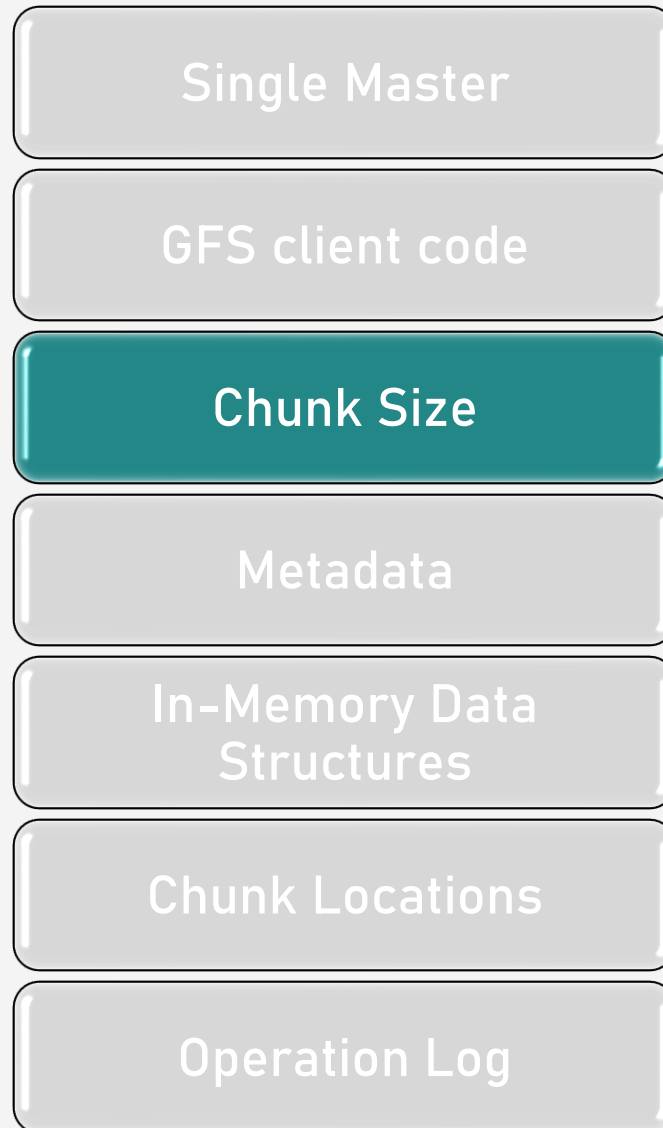 Single Master
GFS client code
Chunk Size
Metadata
In-Memory Data
Structures
Chunk Locations
Operation Log